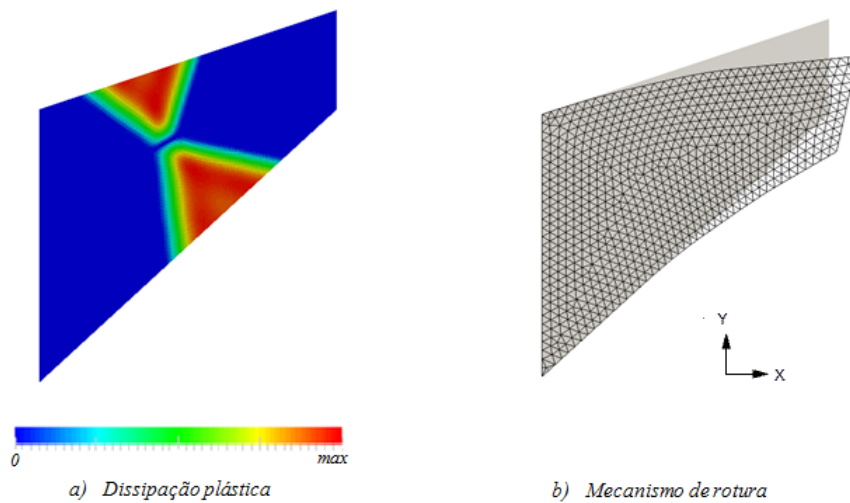 Y
X
0
max
a) Dissipação plástica
b) Mecanismo de rotura